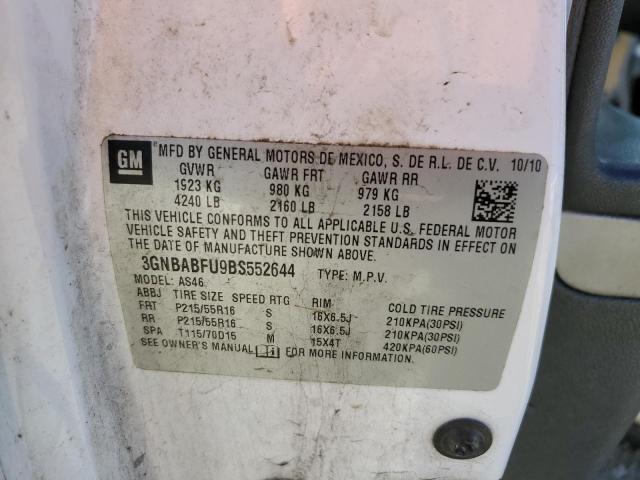 GM
MFD BY GENERAL MOTORS DE MEXICO, S. DE R.L. DE C.V. 10/10
GVWR GAWR FRT GAWR RR
1923 KG 980 KG 979 KG
4240 LB 2160 LB 2158 LB
THIS VEHICLE CONFORMS TO ALL APPLICABLE U.S. FEDERAL MOTOR
VEHICLE SAFETY AND THEFT PREVENTION STANDARDS IN EFFECT ON
THE DATE OF MANUFACTURE SHOWN ABOVE.
3GNBABFU9BS552644 TYPE: M.P.V.
MODEL: AS46
ABBJ TIRE SIZE SPEED RTG RIM COLD TIRE PRESSURE
FRT P215/55R16 S 16X6.5J 210KPA(30PSI)
RR P215/55R16 S 16X6.5J 210KPA(30PSI)
SPA T115/70D15 M 15X4T 420KPA(60PSI)
SEE OWNER'S MANUAL FOR MORE INFORMATION.